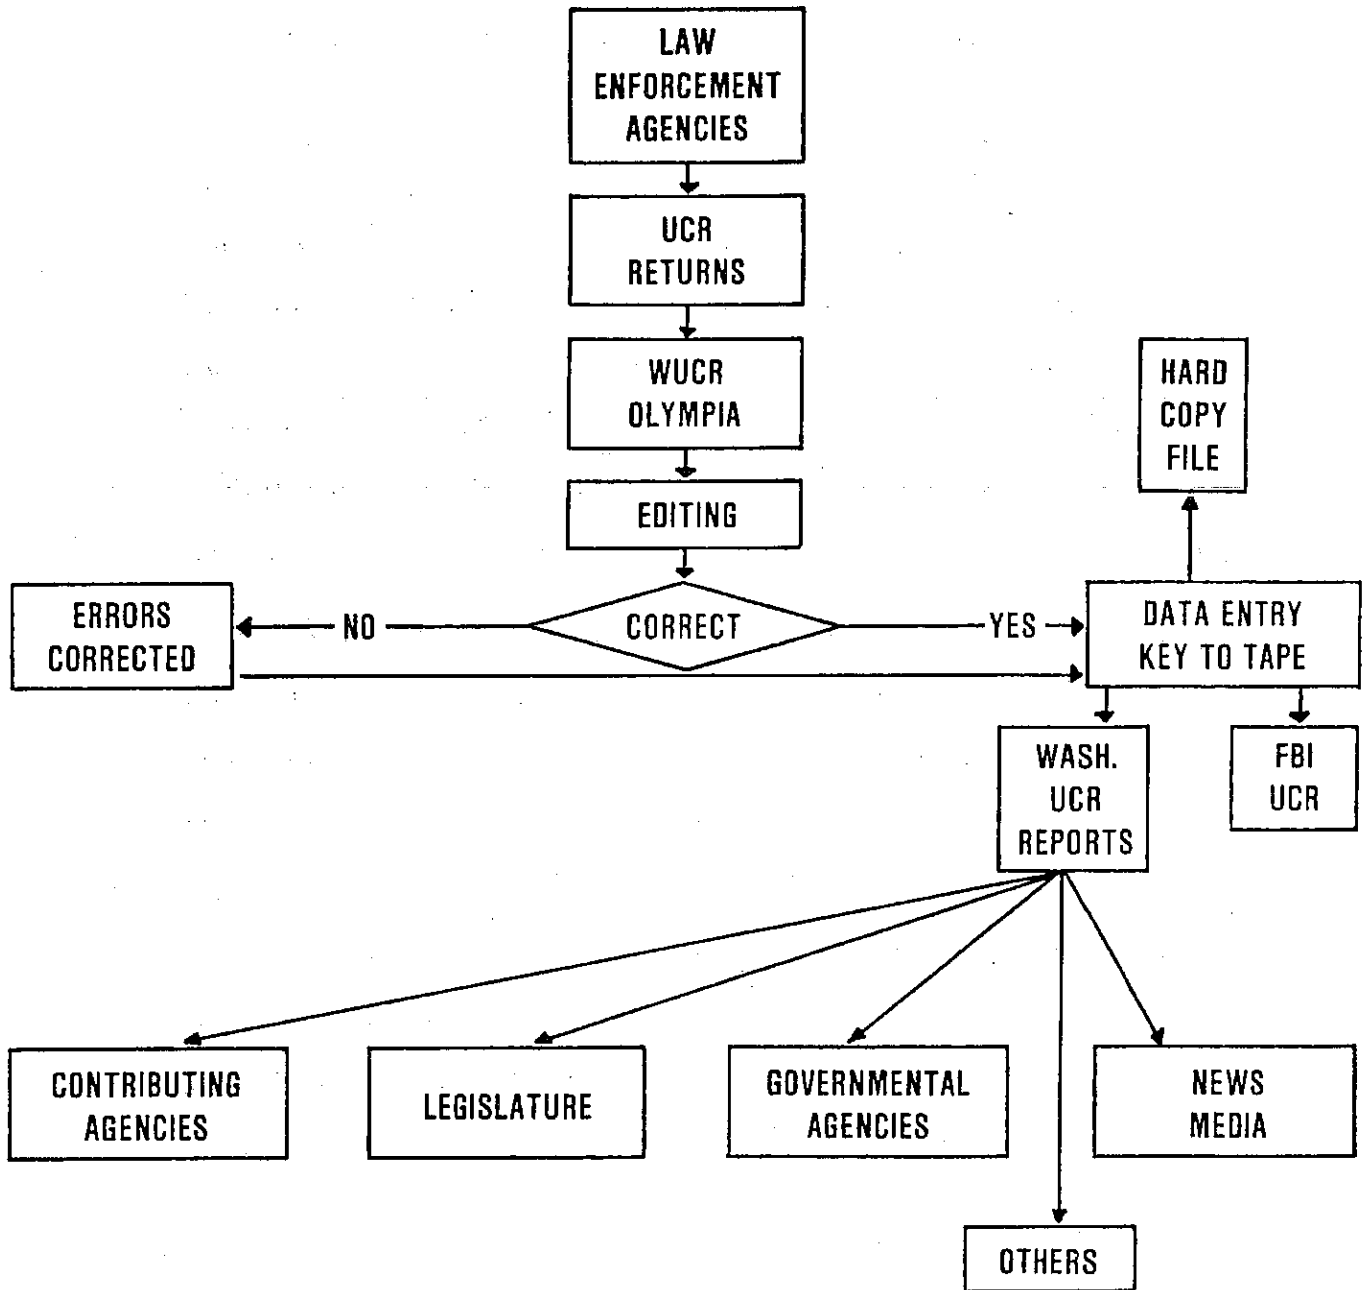 LAW
ENFORCEMENT
AGENCIES
UCR
RETURNS
WUCR
OLYMPIA
HARD
COPY
FILE
EDITING
ERRORS
CORRECTED
NO
CORRECT
YES
DATA ENTRY
KEY TO TAPE
WASH.
UCR
REPORTS
FBI
UCR
CONTRIBUTING
AGENCIES
LEGISLATURE
GOVERNMENTAL
AGENCIES
NEWS
MEDIA
OTHERS